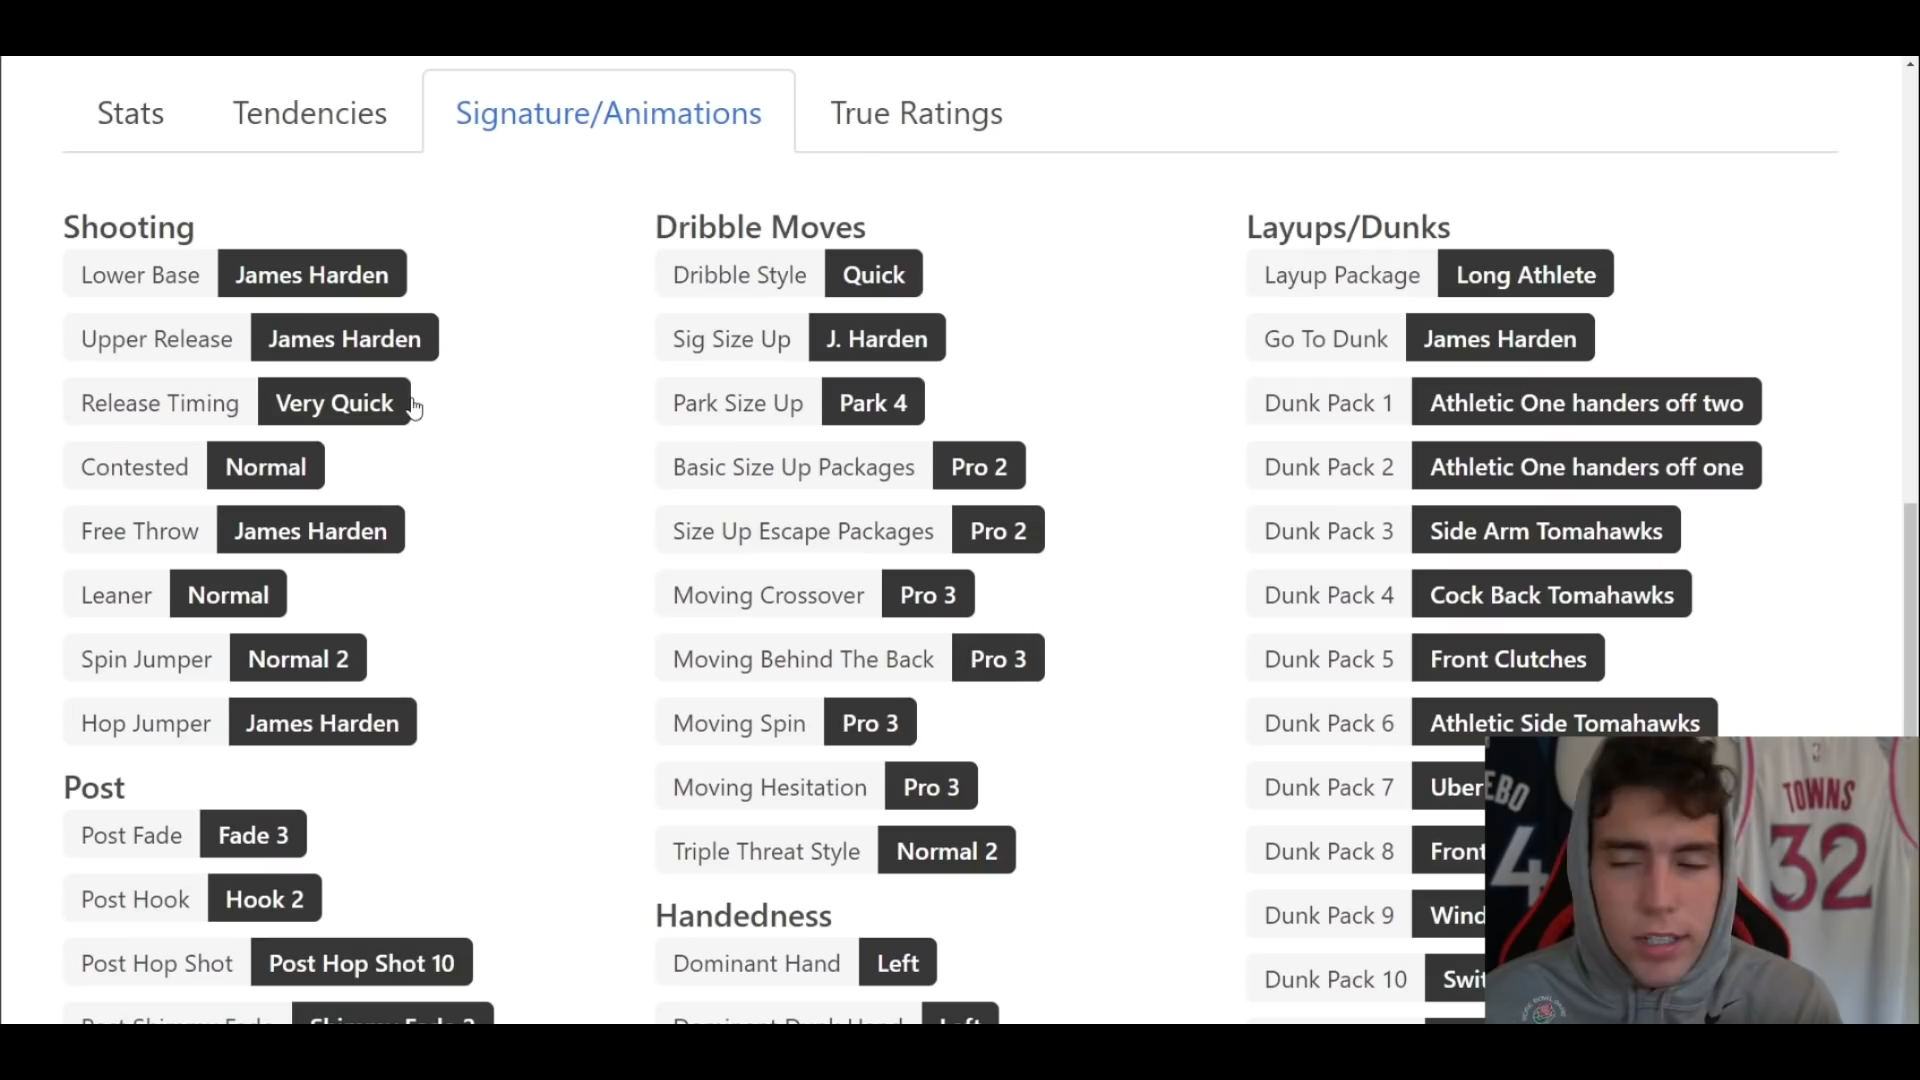 Stats Tendencies Signature/Animations True Ratings
Shooting
Lower Base James Harden
Upper Release James Harden
Release Timing Very Quick
Contested Normal
Free Throw James Harden
Leaner Normal
Spin Jumper Normal 2
Hop Jumper James Harden
Post
Post Fade Fade 3
Post Hook Hook 2
Post Hop Shot Post Hop Shot 10
Dribble Moves
Dribble Style Quick
Sig Size Up J. Harden
Park Size Up Park 4
Basic Size Up Packages Pro 2
Size Up Escape Packages Pro 2
Moving Crossover Pro 3
Moving Behind The Back Pro 3
Moving Spin Pro 3
Moving Hesitation Pro 3
Triple Threat Style Normal 2
Handedness
Dominant Hand Left
Layups/Dunks
Layup Package Long Athlete
Go To Dunk James Harden
Dunk Pack 1 Athletic One handers off two
Dunk Pack 2 Athletic One handers off one
Dunk Pack 3 Side Arm Tomahawks
Dunk Pack 4 Cock Back Tomahawks
Dunk Pack 5 Front Clutches
Dunk Pack 6 Athletic Side Tomahawks
Dunk Pack 7 Uber
Dunk Pack 8 Front
Dunk Pack 9 Wind
Dunk Pack 10 Swit
EBO
4
TOWNS
32